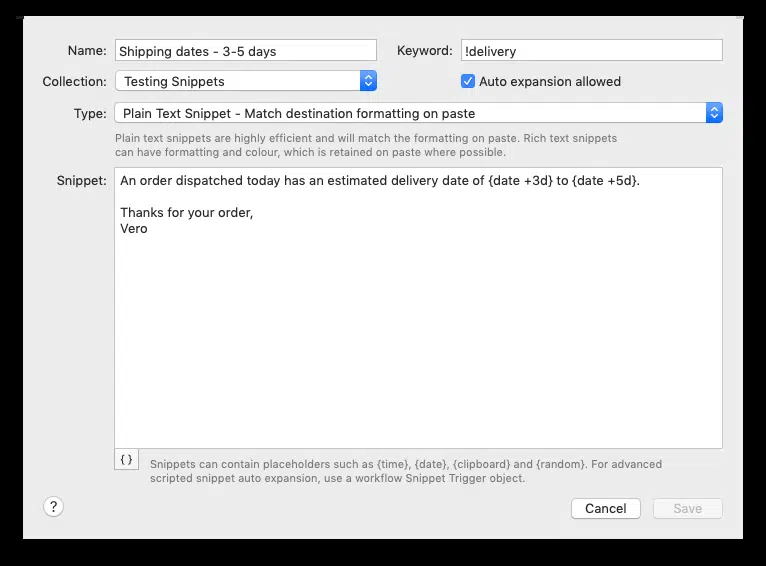 Name: Shipping dates - 3-5 days Keyword: !delivery
Collection: Testing Snippets Auto expansion allowed
Type: Plain Text Snippet - Match destination formatting on paste
Plain text snippets are highly efficient and will match the formatting on paste. Rich text snippets
can have formatting and colour, which is retained on paste where possible.
Snippet: An order dispatched today has an estimated delivery date of {date +3d} to {date +5d}.
Thanks for your order,
Vero
{} Snippets can contain placeholders such as {time}, {date}, {clipboard} and {random}. For advanced
scripted snippet auto expansion, use a workflow Snippet Trigger object.
? Cancel Save